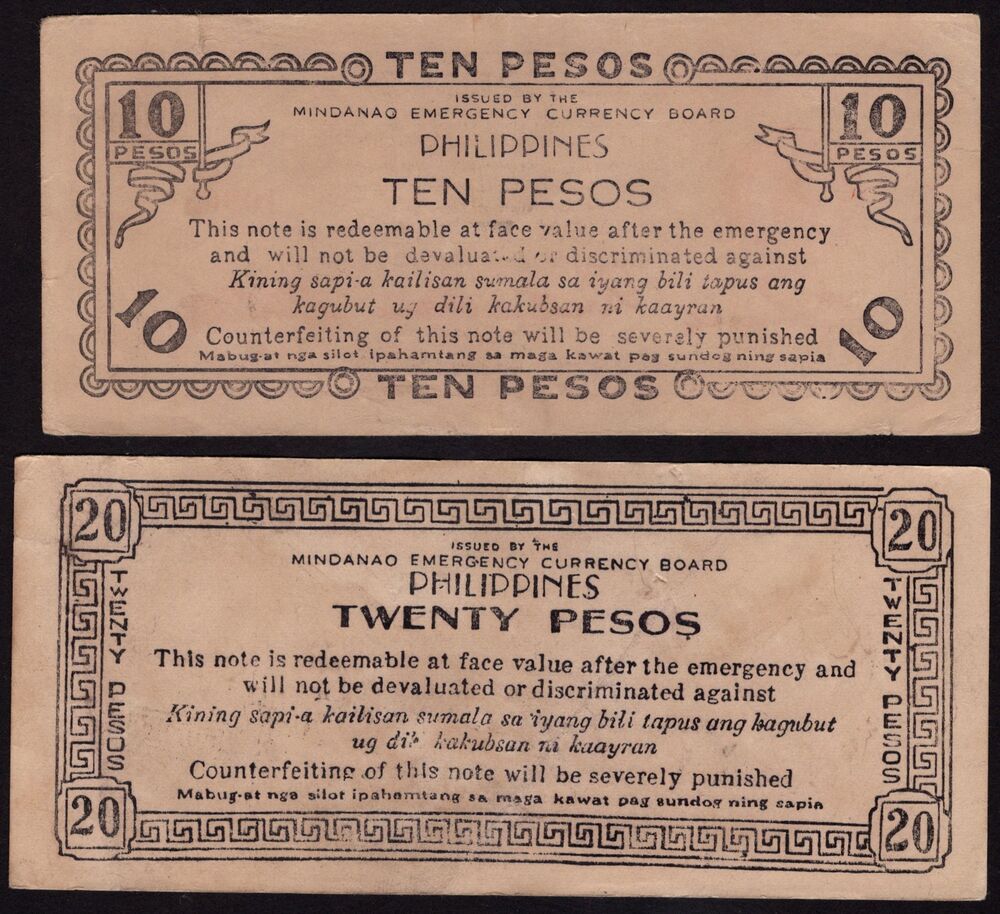 TEN PESOS
10 10
PESOS PESOS
ISSUED BY THE
MINDANAO EMERGENCY CURRENCY BOARD
PHILIPPINES
TEN PESOS
This note is redeemable at face value after the emergency
and will not be devaluated or discriminated against
Kining sapi-a kailisan sumala sa iyang bili tapus ang
kagubut ug dili kakubsan ni kaayran
10 10
Counterfeiting of this note will be severely punished
Mabug-at nga silot ipahamtang sa maga kawat pag sundog ning sapia
TEN PESOS
20 20
ISSUED BY THE
MINDANAO EMERGENCY CURRENCY BOARD
PHILIPPINES
TWENTY PESOS
TWENTY PESOS
TWENTY PESOS
This note is redeemable at face value after the emergency and
will not be devaluated or discriminated against
Kining sapi-a kailisan sumala sa iyang bili tapus ang kagubut
ug dili kakubsan ni kaayran
Counterfeiting of this note will be severely punished
Mabug-at nga silot ipahamtang sa maga kawat pag sundog ning sapia
20 20